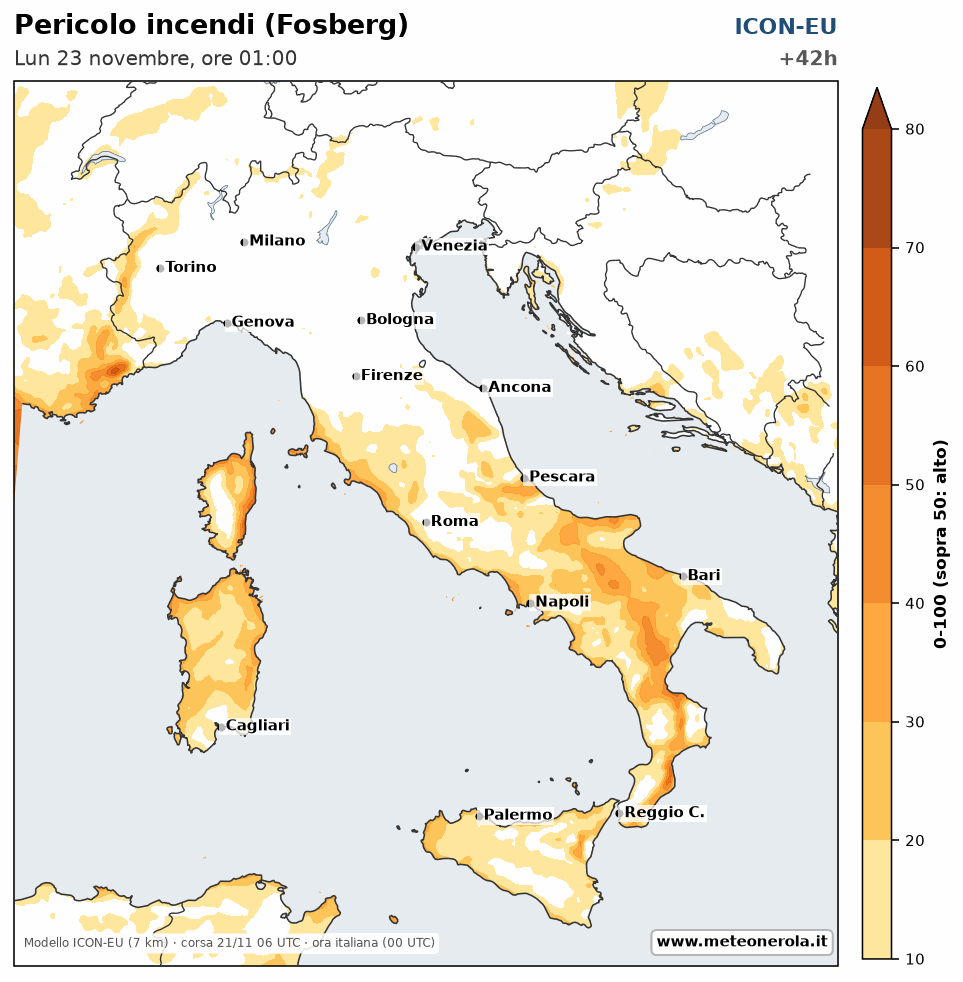 Pericolo incendi (Fosberg)
ICON-EU
Lun 23 novembre, ore 01:00
+42h
80
70
60
50
40
30
20
10
0-100 (sopra 50: alto)
Milano
Venezia
Torino
Genova
Bologna
Firenze
Ancona
Pescara
Roma
Bari
Napoli
Cagliari
Palermo
Reggio C.
Modello ICON-EU (7 km) · corsa 21/11 06 UTC · ora italiana (00 UTC)
www.meteonerola.it